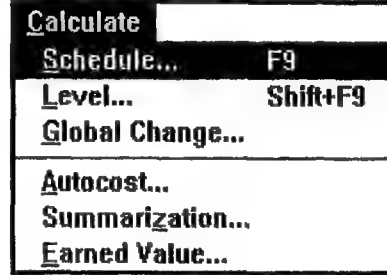 Calculate
Schedule... F9
Level... Shift+F9
Global Change...
Autocost...
Summarization...
Earned Value...